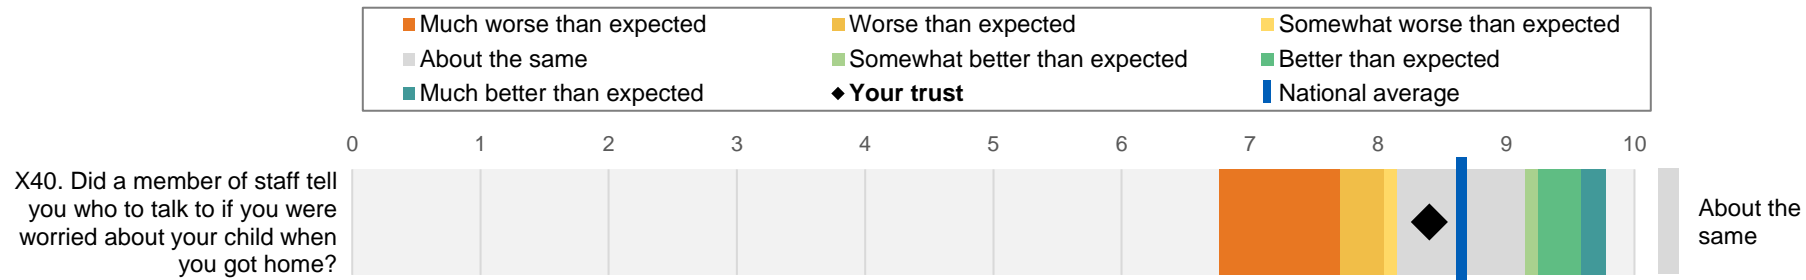 Much worse than expected
Worse than expected
Somewhat worse than expected
About the same
Somewhat better than expected
Better than expected
Much better than expected
Your trust
National average
0 1 2 3 4 5 6 7 8 9 10
X40. Did a member of staff tell
you who to talk to if you were
worried about your child when
you got home?
About the
same